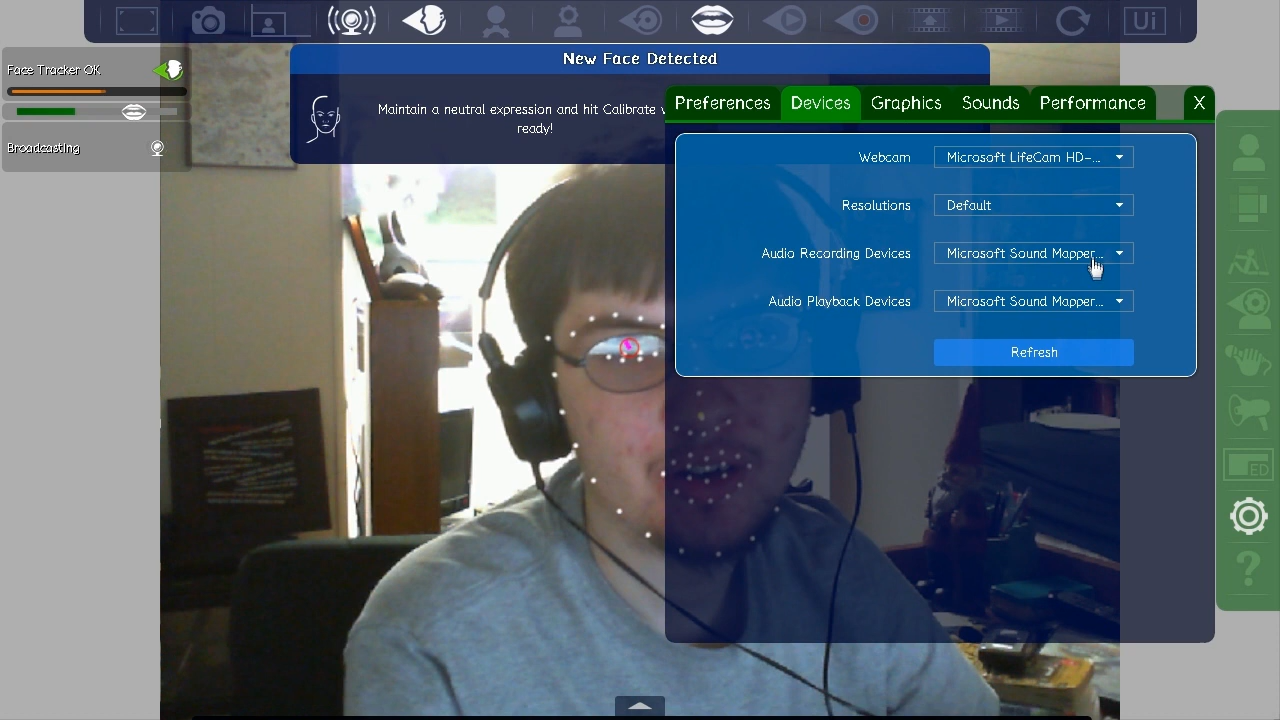 Ui
New Face Detected
Face Tracker OK
Maintain a neutral expression and hit Calibrate
ready!
Preferences
Devices
Graphics
Sounds
Performance
X
Broadcasting
Webcam
Microsoft LifeCam HD-...
Resolutions
Default
Audio Recording Devices
Microsoft Sound Mapper...
Audio Playback Devices
Microsoft Sound Mapper...
Refresh
ED
?